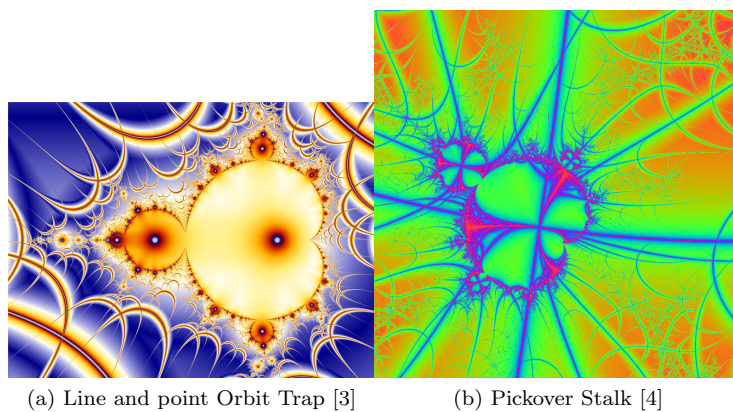 (a) Line and point Orbit Trap [3]
(b) Pickover Stalk [4]